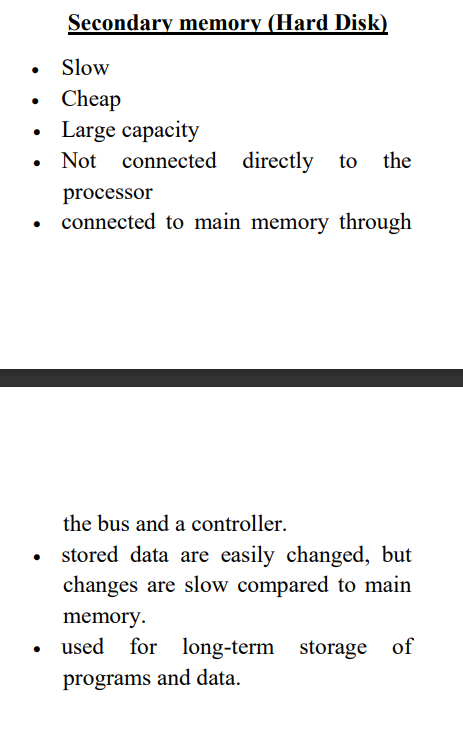 Secondary memory (Hard Disk)
• Slow
• Cheap
• Large capacity
• Not connected directly to the
processor
• connected to main memory through
the bus and a controller.
• stored data are easily changed, but
changes are slow compared to main
memory.
• used for long-term storage of
programs and data.